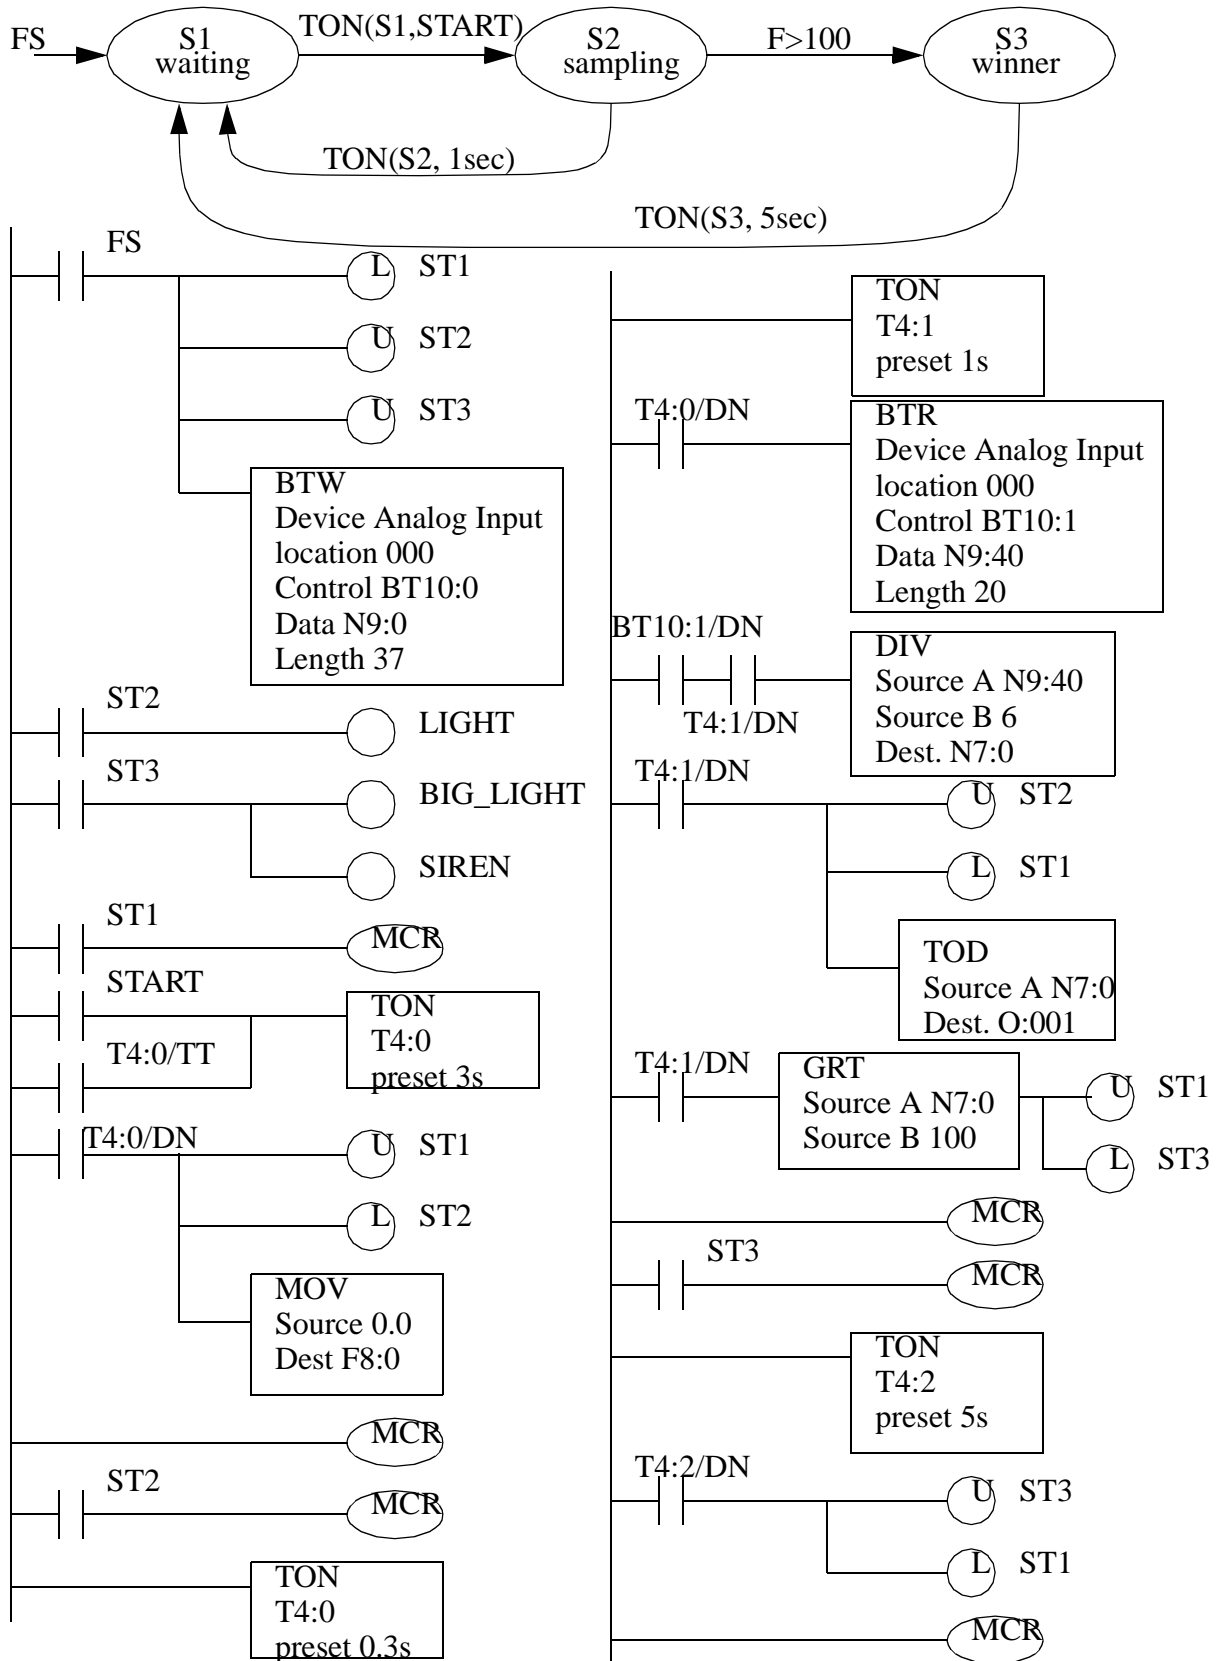 FS
S1
waiting
TON(S1,START)
S2
sampling
F>100
S3
winner
TON(S2, 1sec)
TON(S3, 5sec)
FS
L ST1
U ST2
U ST3
BTW
Device Analog Input
location 000
Control BT10:0
Data N9:0
Length 37
ST2
LIGHT
ST3
BIG_LIGHT
SIREN
ST1
MCR
START
TON
T4:0
preset 3s
T4:0/TT
T4:0/DN
U ST1
L ST2
MOV
Source 0.0
Dest F8:0
MCR
ST2
MCR
TON
T4:0
preset 0.3s
TON
T4:1
preset 1s
T4:0/DN
BTR
Device Analog Input
location 000
Control BT10:1
Data N9:40
Length 20
BT10:1/DN
T4:1/DN
DIV
Source A N9:40
Source B 6
Dest. N7:0
T4:1/DN
U ST2
L ST1
TOD
Source A N7:0
Dest. O:001
T4:1/DN
GRT
Source A N7:0
Source B 100
U ST1
L ST3
MCR
ST3
MCR
TON
T4:2
preset 5s
T4:2/DN
U ST3
L ST1
MCR